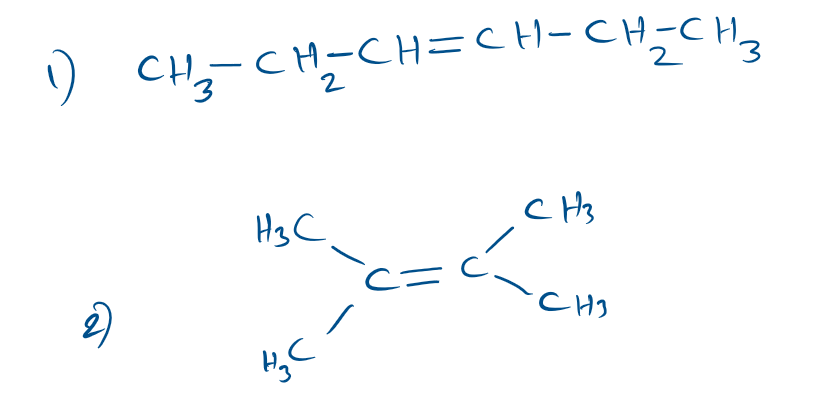 1) CH₃-CH₂-CH=CH-CH₂-CH₃
H₃C CH₃
C=C
2) CH₃
H₃C